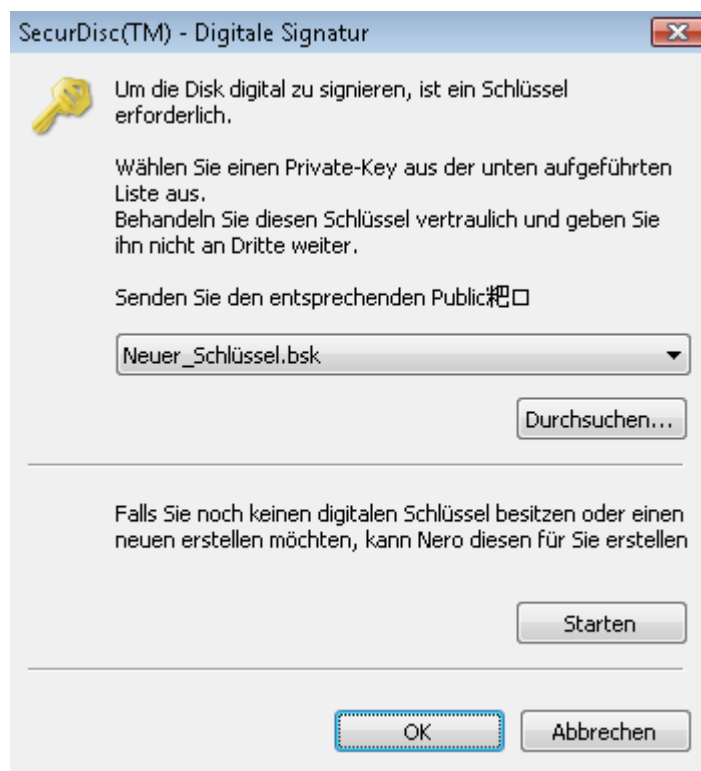 SecurDisc(TM) - Digitale Signatur
Um die Disk digital zu signieren, ist ein Schlüssel
erforderlich.
Wählen Sie einen Private-Key aus der unten aufgeführten
Liste aus.
Behandeln Sie diesen Schlüssel vertraulich und geben Sie
ihn nicht an Dritte weiter.
Senden Sie den entsprechenden Public粑口
Neuer_Schlüssel.bsk
Durchsuchen...
Falls Sie noch keinen digitalen Schlüssel besitzen oder einen
neuen erstellen möchten, kann Nero diesen für Sie erstellen
Starten
OK
Abbrechen